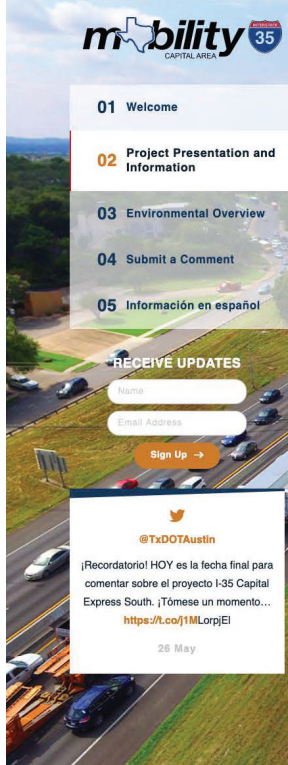 mobility
CAPITAL AREA
INTERSTATE
35
01 Welcome
02 Project Presentation and
Information
03 Environmental Overview
04 Submit a Comment
05 Información en español
RECEIVE UPDATES
Name
Email Address
Sign Up →
@TxDOTAustin
¡Recordatorio! HOY es la fecha final para
comentar sobre el proyecto I-35 Capital
Express South. ¡Tómese un momento…
https://t.co/j1MLorpjEl
26 May